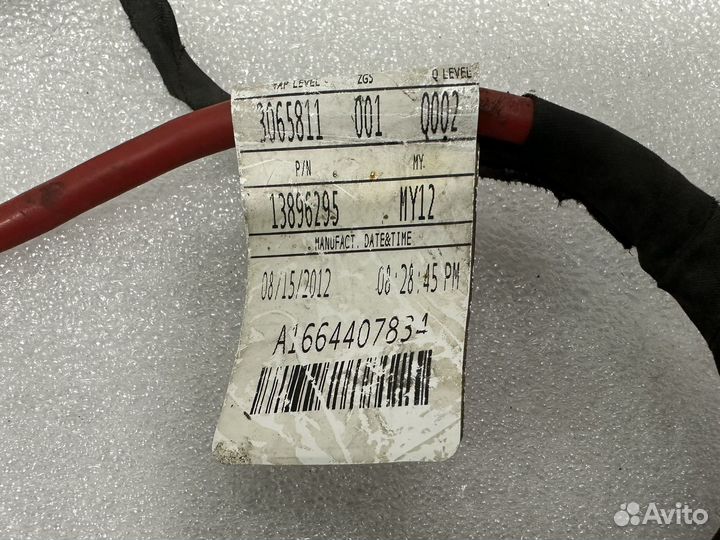 LEVEL ZGS Q LEVEL
3065811 001 Q002
P/N MY
13896295 MY12
MANUFACT. DATE&TIME
08/15/2012 08:28:45 PM
A1664407834
Avito